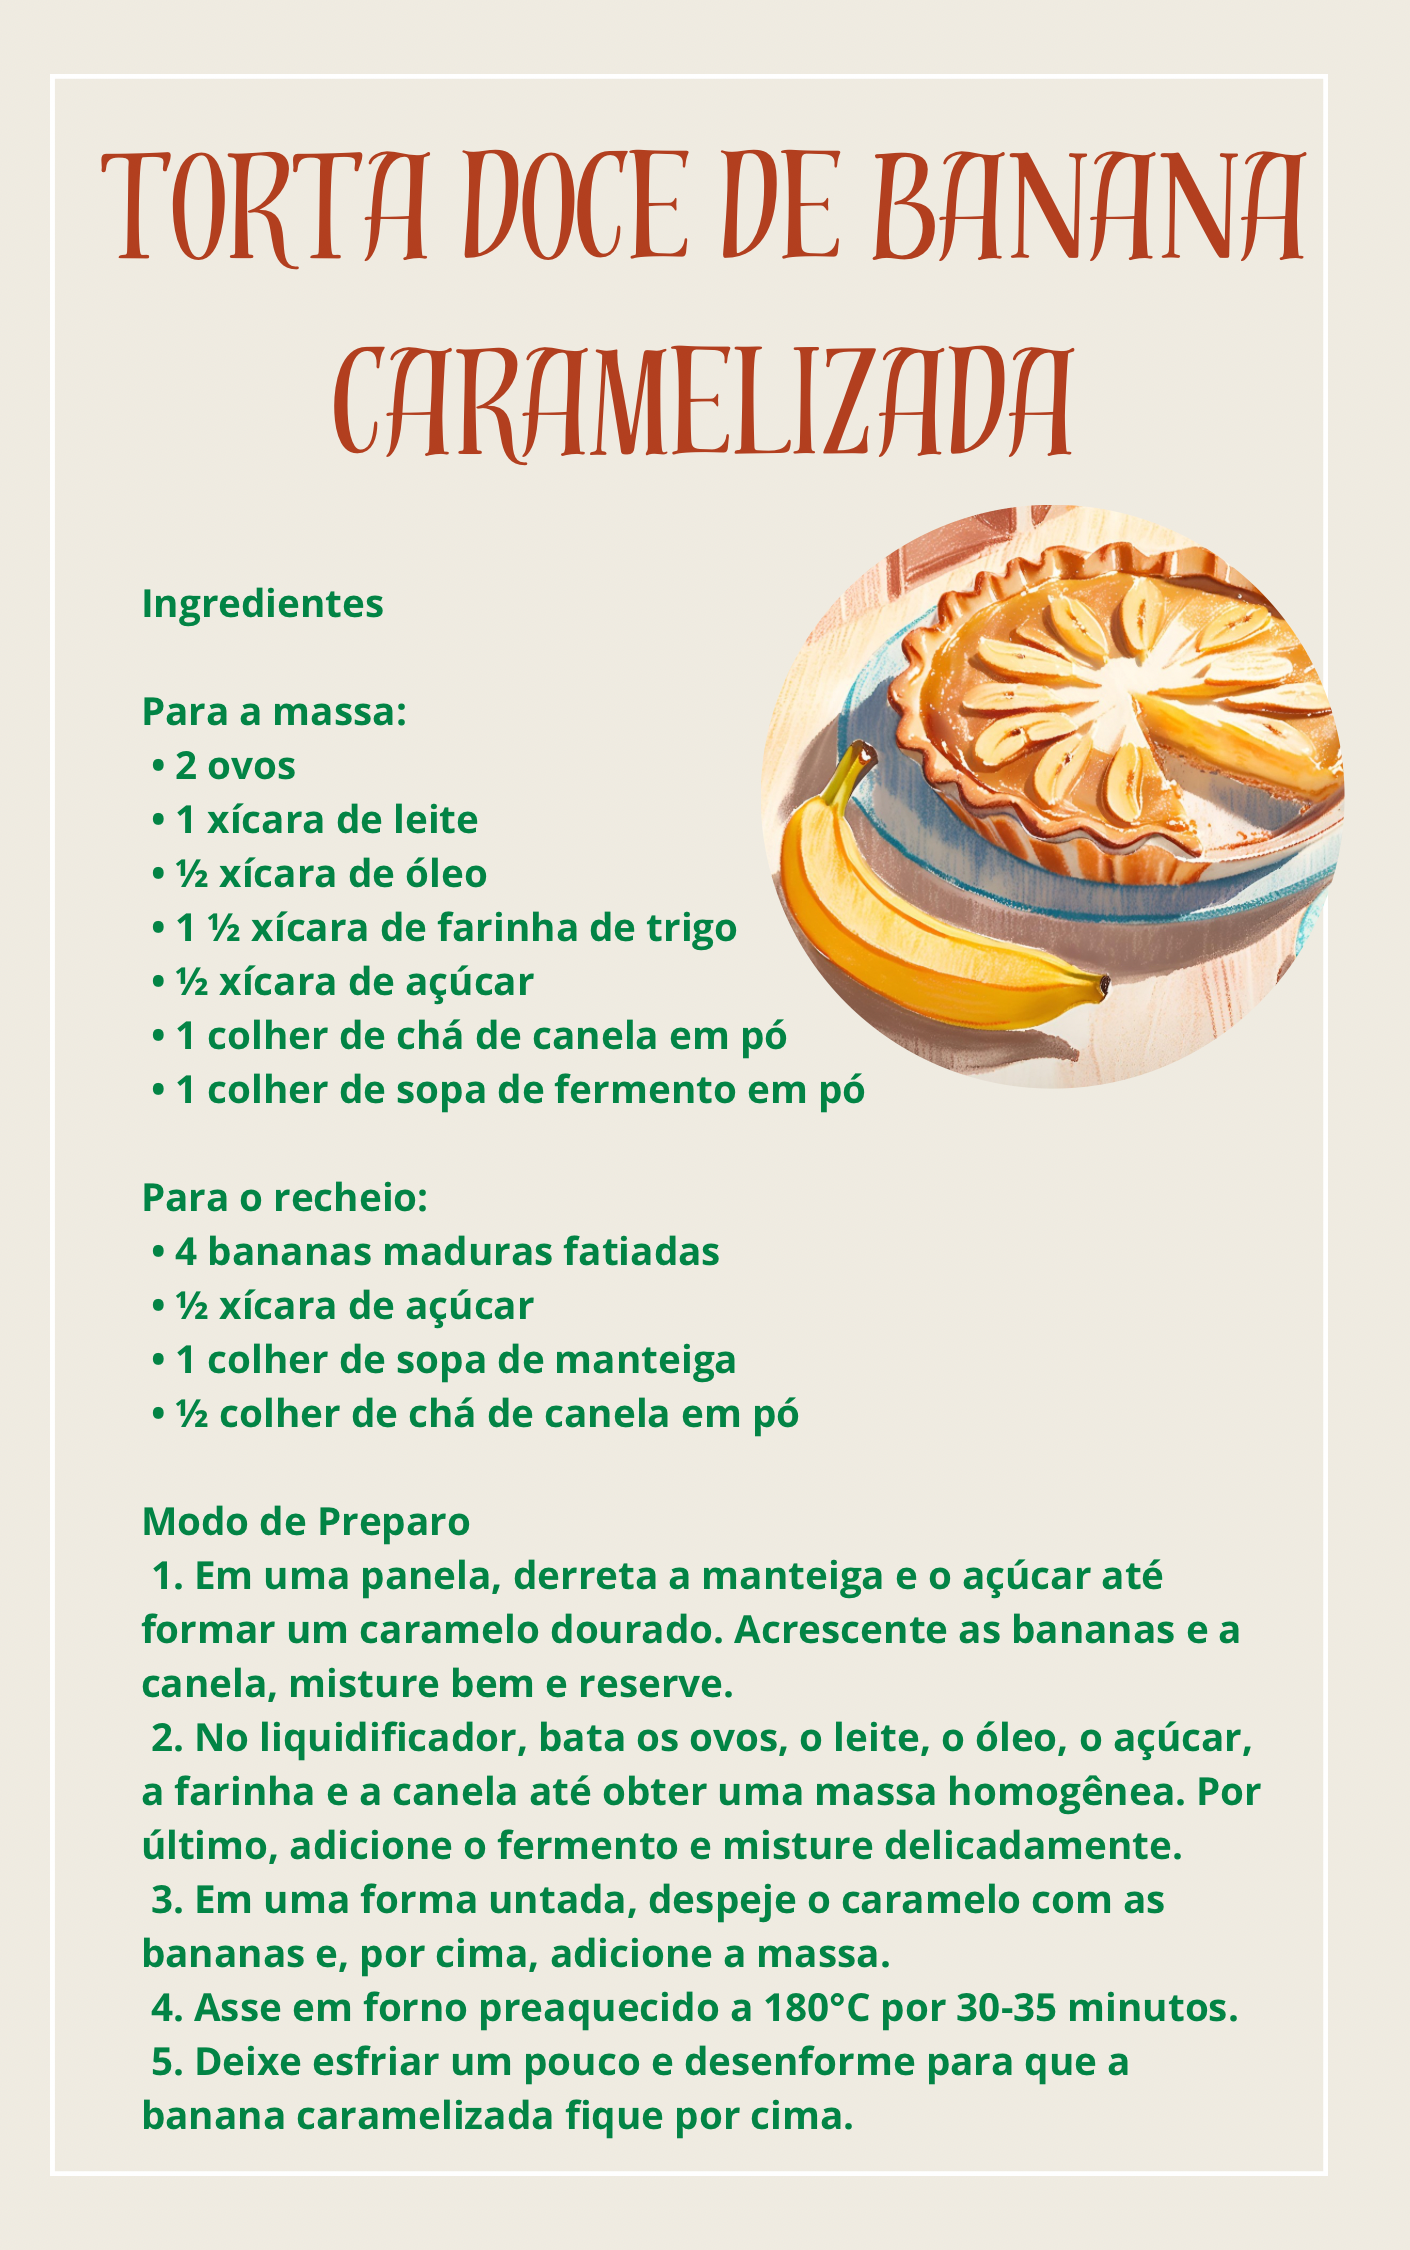 TORTA DOCE DE BANANA
CARAMELIZADA
Ingredientes
Para a massa:
• 2 ovos
• 1 xícara de leite
• ½ xícara de óleo
• 1 ½ xícara de farinha de trigo
• ½ xícara de açúcar
• 1 colher de chá de canela em pó
• 1 colher de sopa de fermento em pó
Para o recheio:
• 4 bananas maduras fatiadas
• ½ xícara de açúcar
• 1 colher de sopa de manteiga
• ½ colher de chá de canela em pó
Modo de Preparo
1. Em uma panela, derreta a manteiga e o açúcar até
formar um caramelo dourado. Acrescente as bananas e a
canela, misture bem e reserve.
2. No liquidificador, bata os ovos, o leite, o óleo, o açúcar,
a farinha e a canela até obter uma massa homogênea. Por
último, adicione o fermento e misture delicadamente.
3. Em uma forma untada, despeje o caramelo com as
bananas e, por cima, adicione a massa.
4. Asse em forno preaquecido a 180°C por 30-35 minutos.
5. Deixe esfriar um pouco e desenforme para que a
banana caramelizada fique por cima.